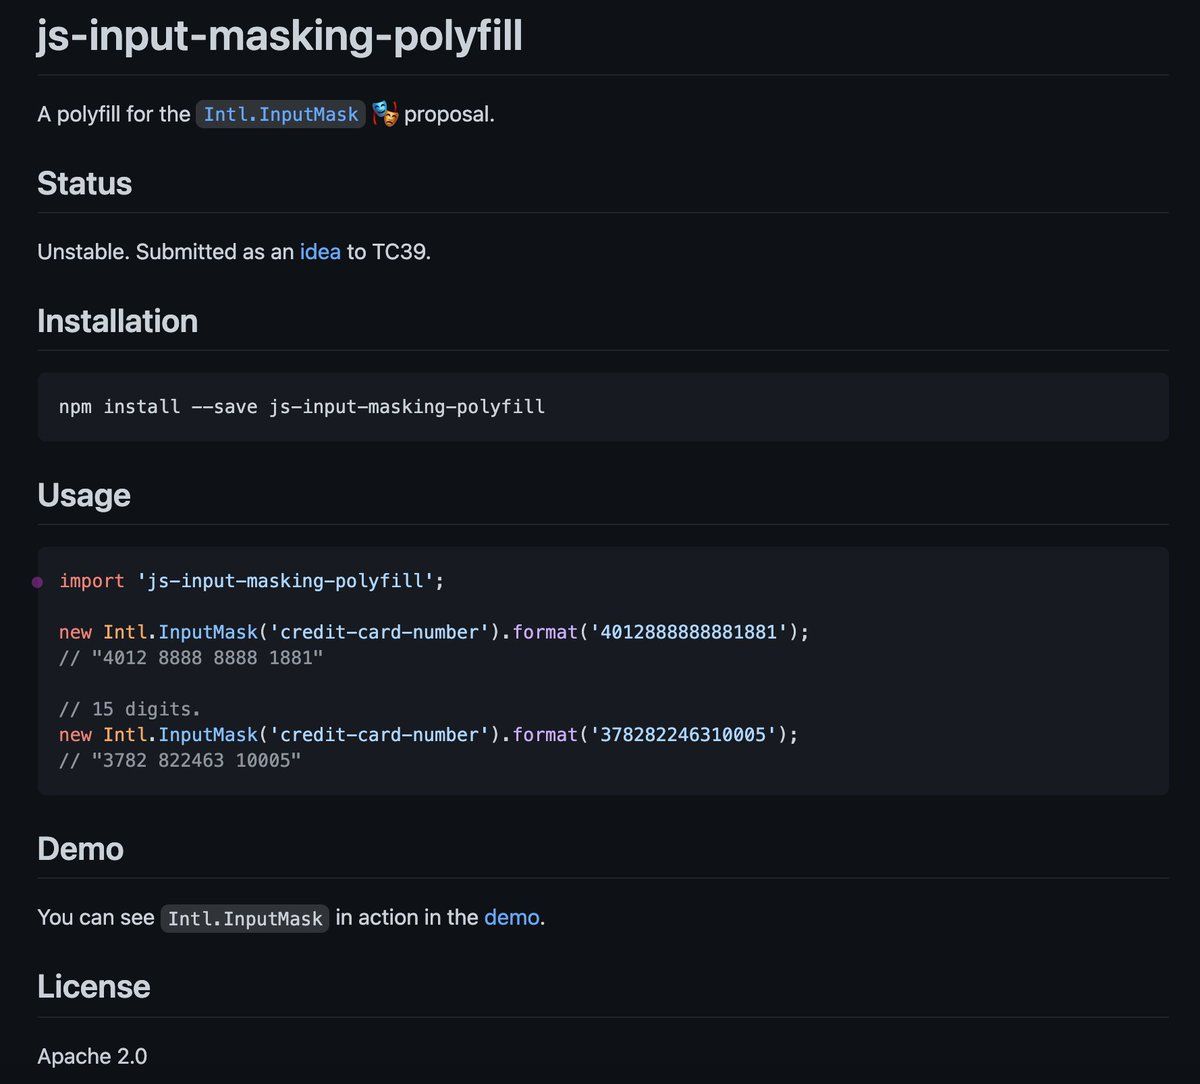 js-input-masking-polyfill
A polyfill for the Intl.InputMask 🎭 proposal.
Status
Unstable. Submitted as an idea to TC39.
Installation
npm install --save js-input-masking-polyfill
Usage
import 'js-input-masking-polyfill';
new Intl.InputMask('credit-card-number').format('4012888888881881');
// "4012 8888 8888 1881"
// 15 digits.
new Intl.InputMask('credit-card-number').format('378282246310005');
// "3782 822463 10005"
Demo
You can see Intl.InputMask in action in the demo.
License
Apache 2.0